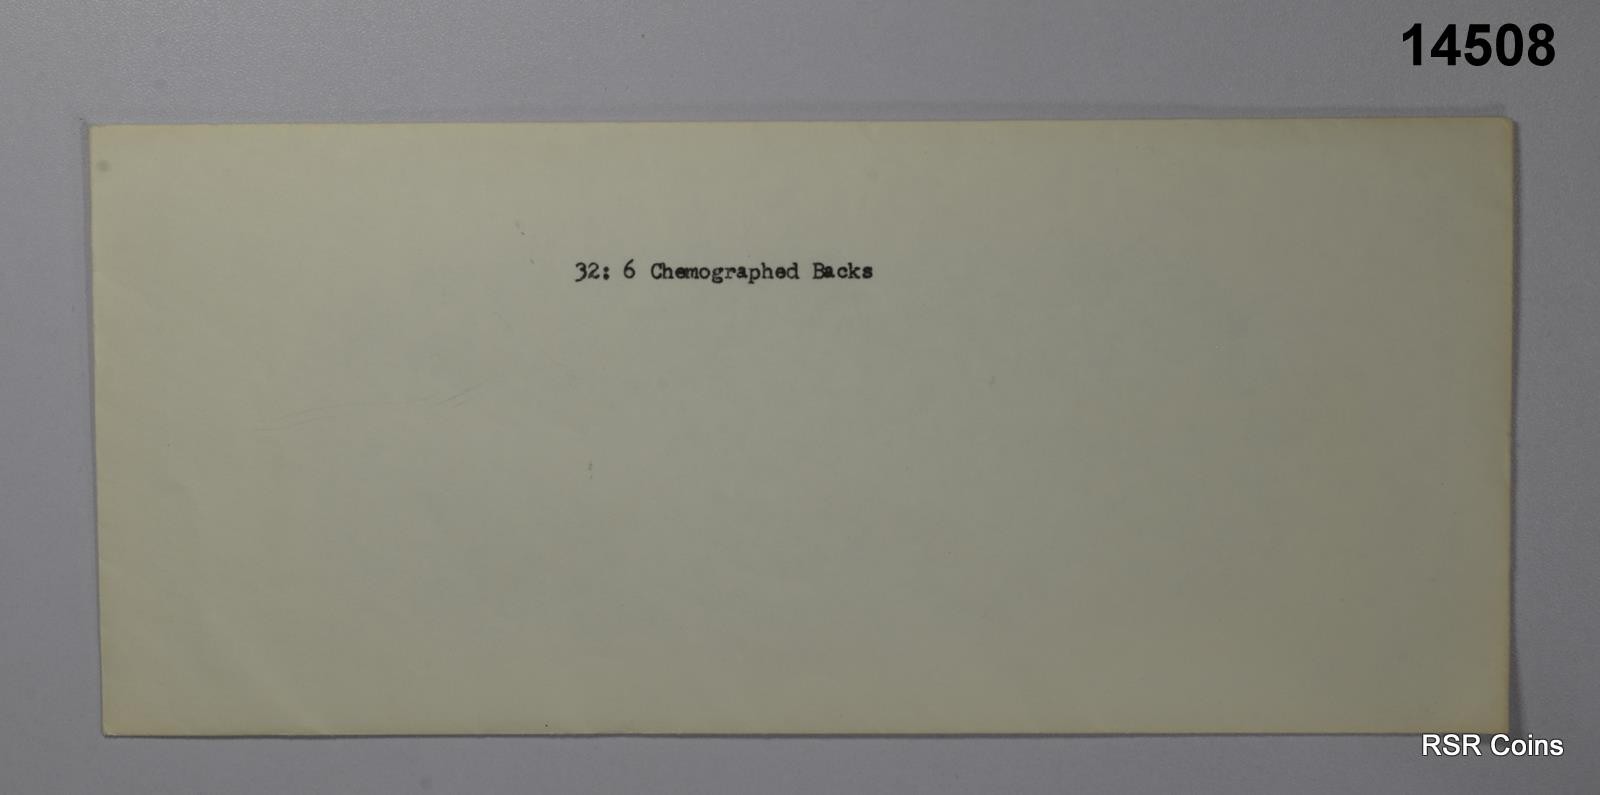 14508
32: 6 Chemographed Backs
RSR Coins